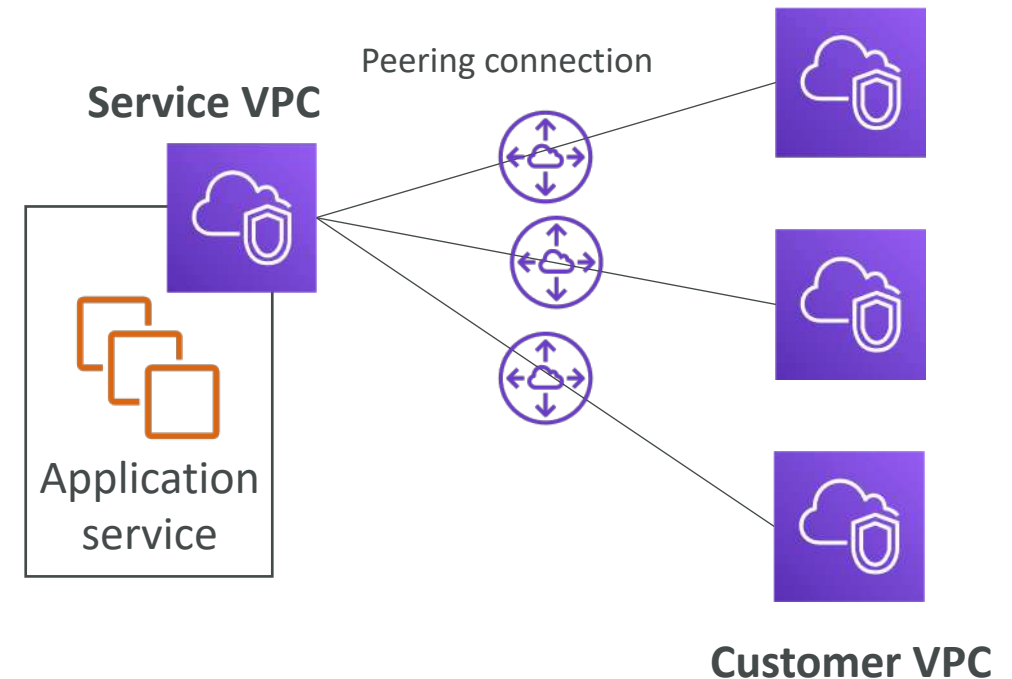 Peering connection
Service VPC
Application
service
Customer VPC